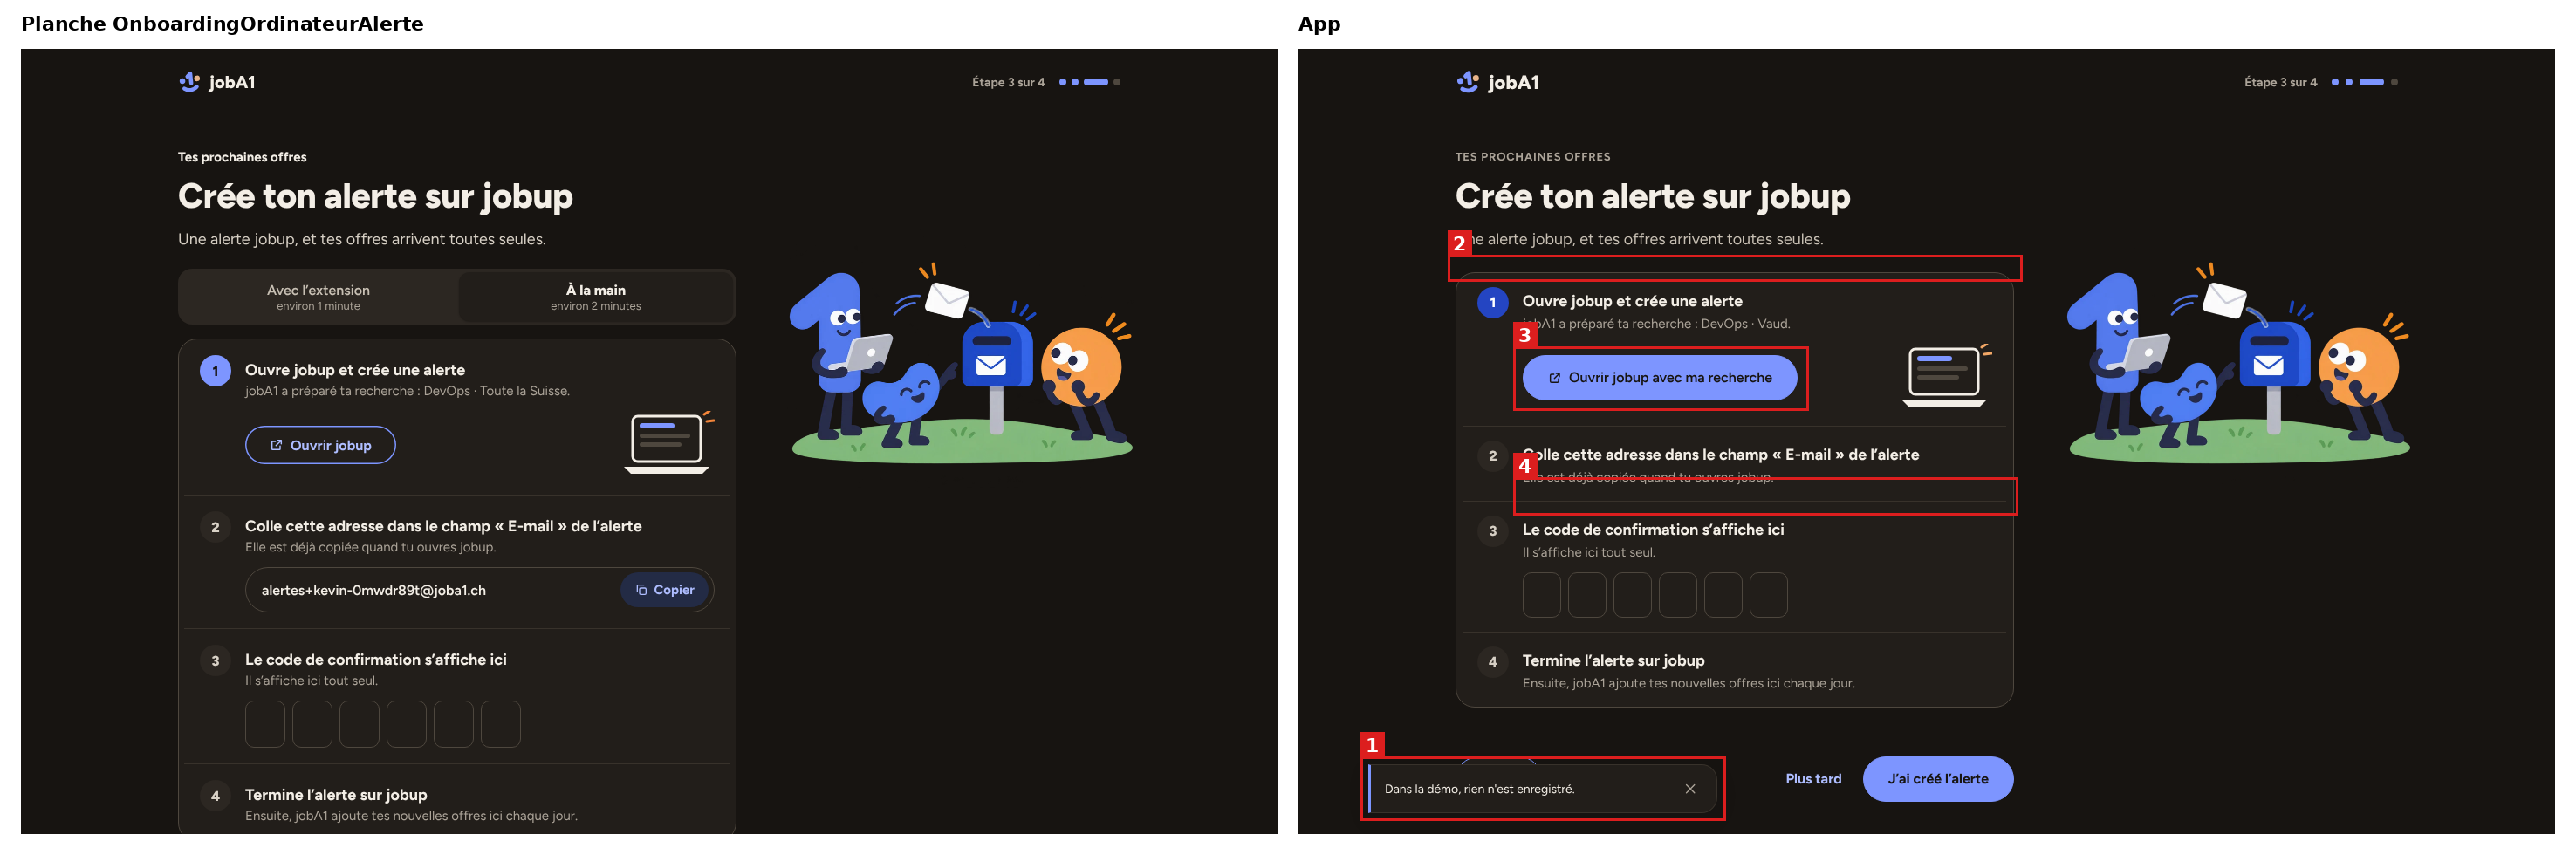 Planche OnboardingOrdinateurAlerte
jobA1
Étape 3 sur 4
Tes prochaines offres
Crée ton alerte sur jobup
Une alerte jobup, et tes offres arrivent toutes seules.
Avec l’extension
environ 1 minute
À la main
environ 2 minutes
1
Ouvre jobup et crée une alerte
jobA1 a préparé ta recherche : DevOps · Toute la Suisse.
Ouvrir jobup
2
Colle cette adresse dans le champ « E-mail » de l’alerte
Elle est déjà copiée quand tu ouvres jobup.
alertes+kevin-0mwdr89t@joba1.ch
Copier
3
Le code de confirmation s’affiche ici
Il s’affiche ici tout seul.
4
Termine l’alerte sur jobup
Ensuite, jobA1 ajoute tes nouvelles offres ici chaque jour.
App
jobA1
Étape 3 sur 4
TES PROCHAINES OFFRES
Crée ton alerte sur jobup
2
ne alerte jobup, et tes offres arrivent toutes seules.
1
Ouvre jobup et crée une alerte
jobA1 a préparé ta recherche : DevOps · Vaud.
3
Ouvrir jobup avec ma recherche
2
Colle cette adresse dans le champ « E-mail » de l’alerte
4
Elle est déjà copiée quand tu ouvres jobup.
3
Le code de confirmation s’affiche ici
Il s’affiche ici tout seul.
4
Termine l’alerte sur jobup
Ensuite, jobA1 ajoute tes nouvelles offres ici chaque jour.
1
Dans la démo, rien n’est enregistré.
Plus tard
J’ai créé l’alerte